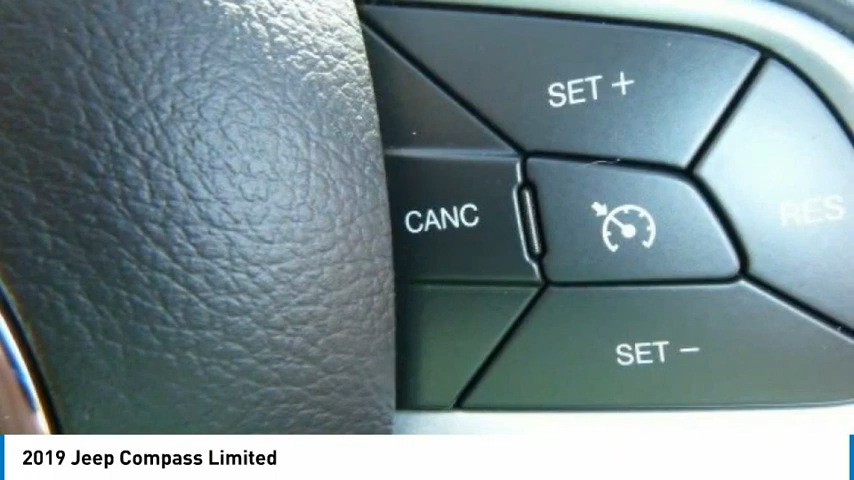 SET +
CANC
RES
SET −
2019 Jeep Compass Limited